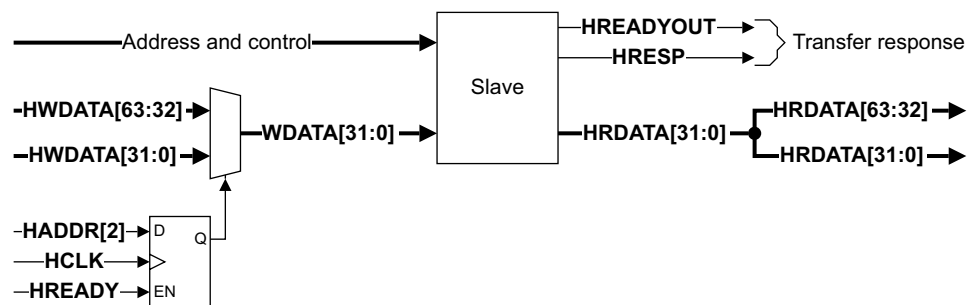 HREADYOUT
Address and control
Transfer response
HRESP
Slave
HWDATA[63:32]
HRDATA[63:32]
WDATA[31:0]
HRDATA[31:0]
HWDATA[31:0]
HRDATA[31:0]
HADDR[2]
D
Q
HCLK
HREADY
EN